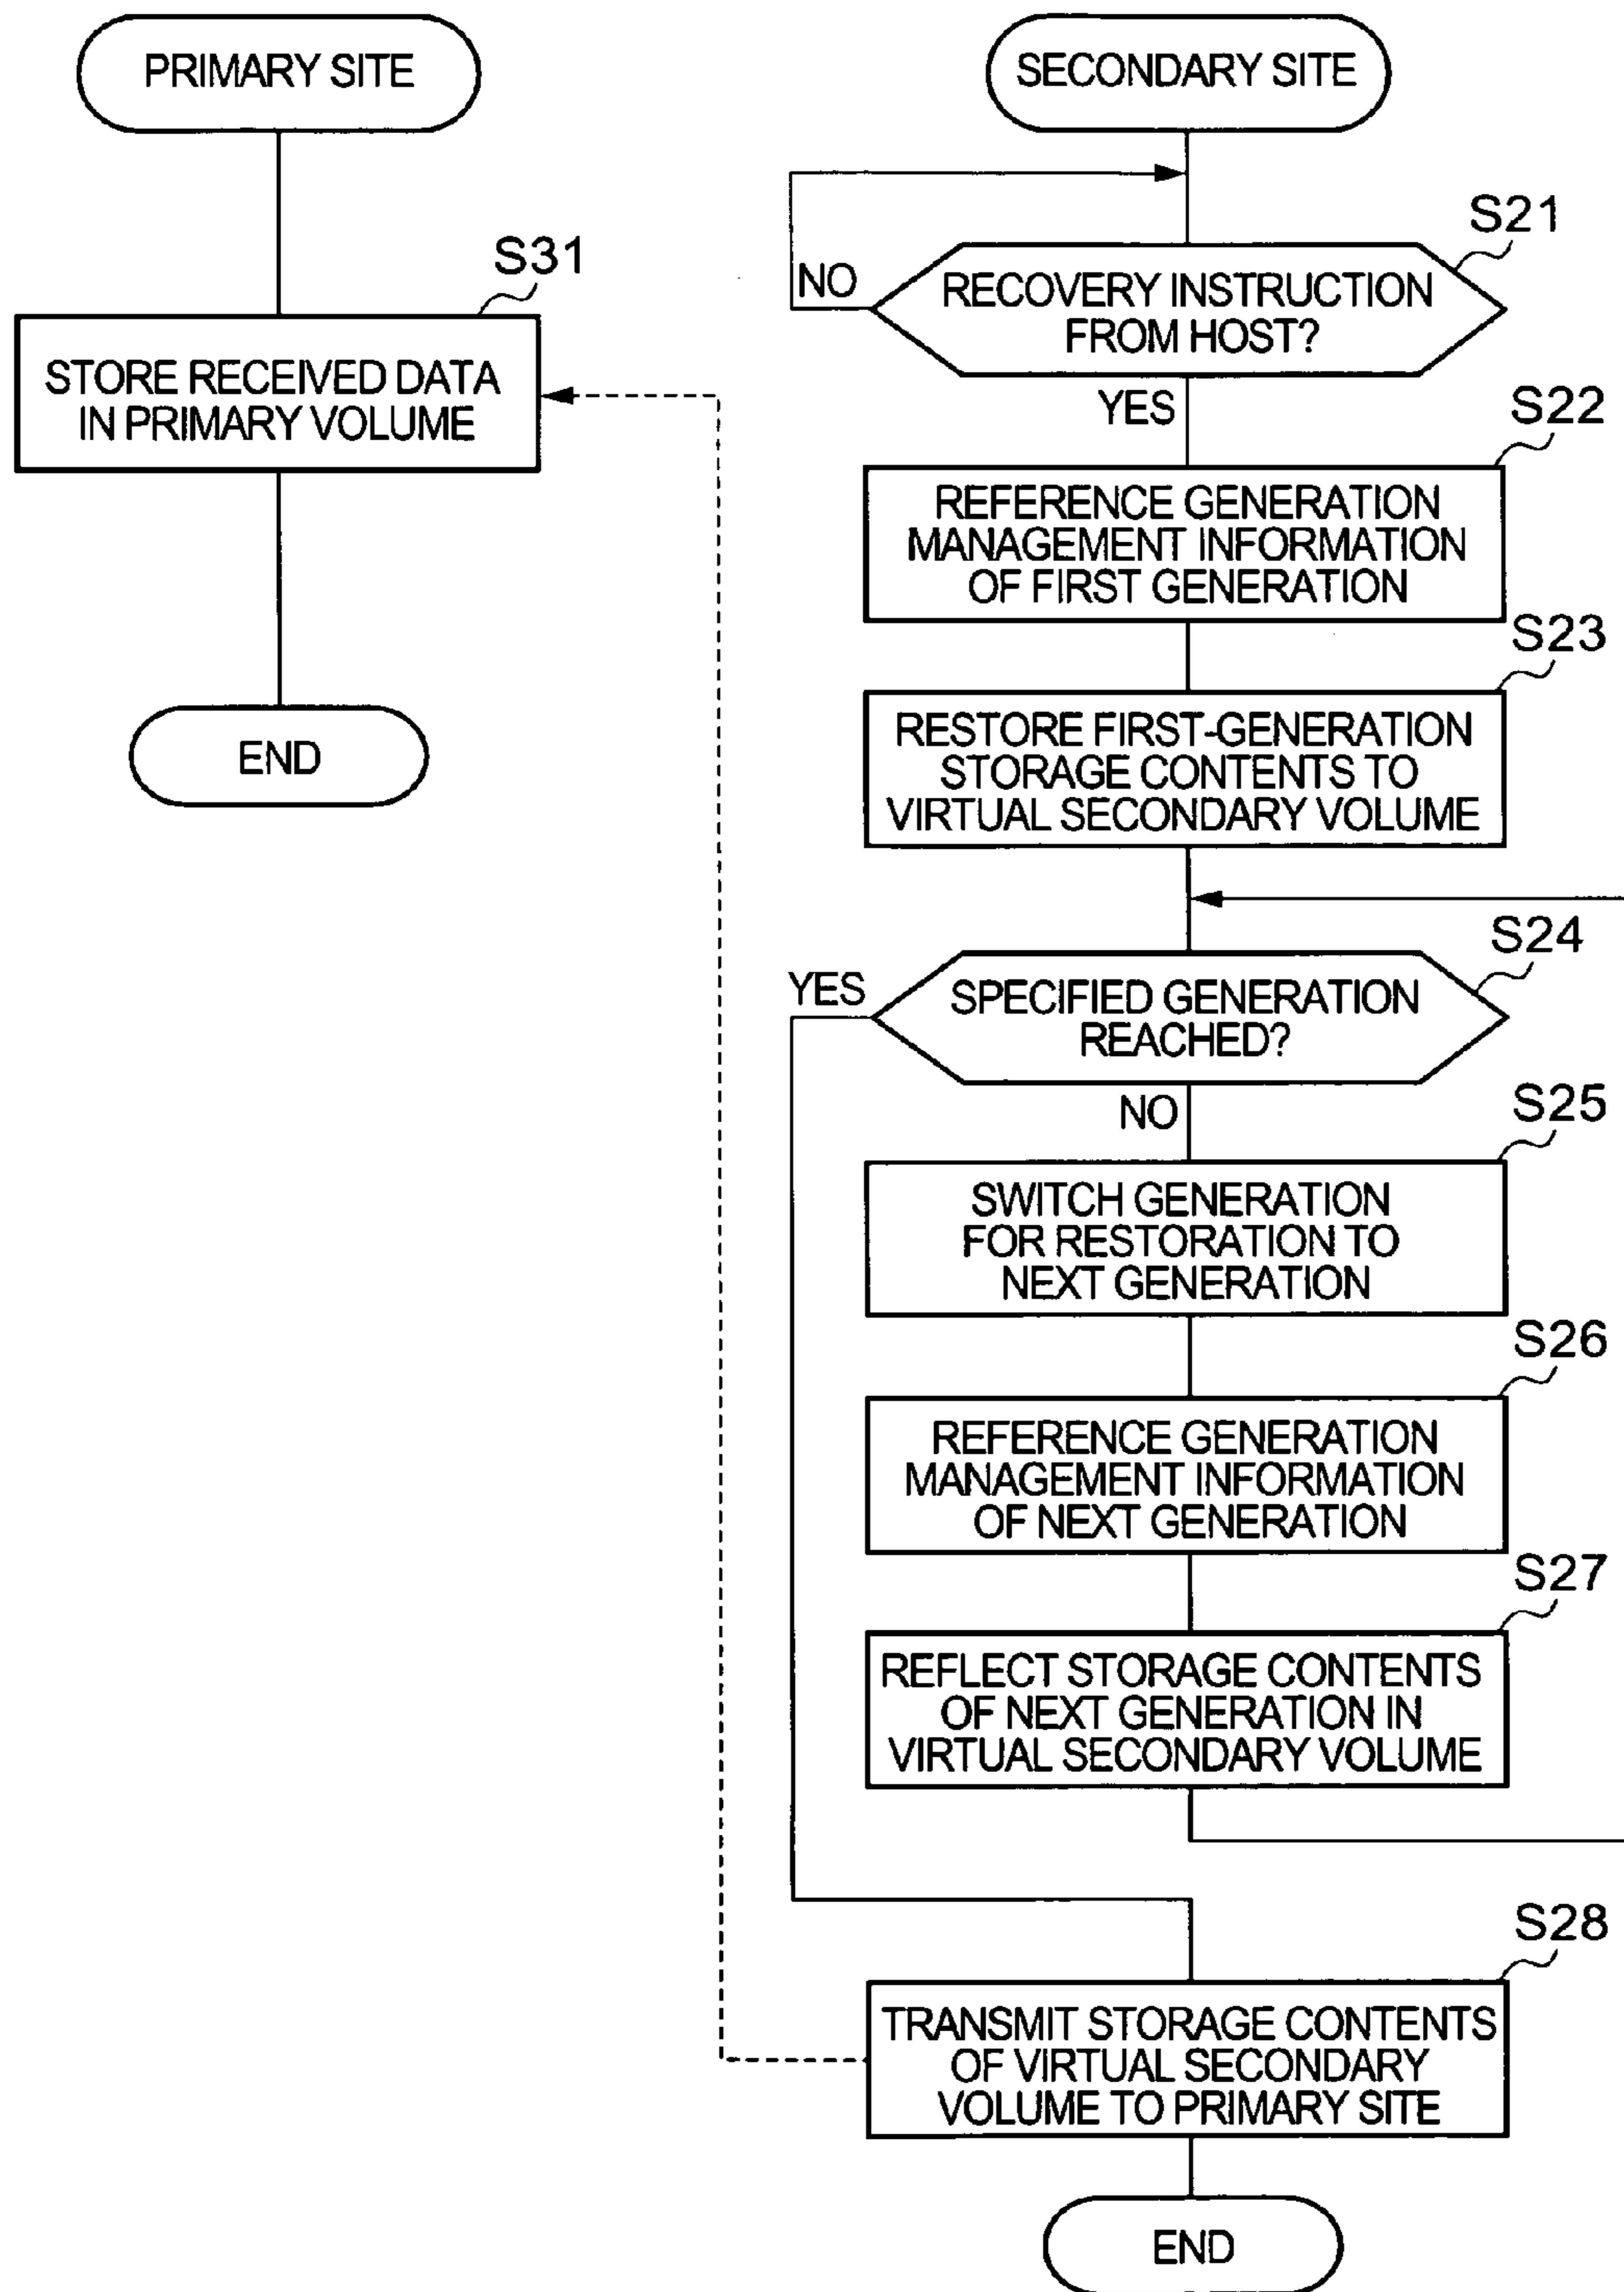 PRIMARY SITE
S31
STORE RECEIVED DATA
IN PRIMARY VOLUME
END
SECONDARY SITE
S21
RECOVERY INSTRUCTION
FROM HOST?
NO
YES
S22
REFERENCE GENERATION
MANAGEMENT INFORMATION
OF FIRST GENERATION
S23
RESTORE FIRST-GENERATION
STORAGE CONTENTS TO
VIRTUAL SECONDARY VOLUME
S24
SPECIFIED GENERATION
REACHED?
YES
NO
S25
SWITCH GENERATION
FOR RESTORATION TO
NEXT GENERATION
S26
REFERENCE GENERATION
MANAGEMENT INFORMATION
OF NEXT GENERATION
S27
REFLECT STORAGE CONTENTS
OF NEXT GENERATION IN
VIRTUAL SECONDARY VOLUME
S28
TRANSMIT STORAGE CONTENTS
OF VIRTUAL SECONDARY
VOLUME TO PRIMARY SITE
END